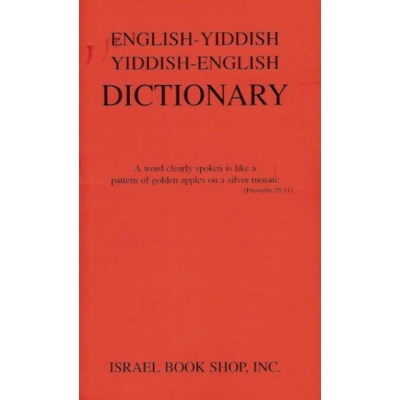 ENGLISH-YIDDISH
YIDDISH-ENGLISH
DICTIONARY
A word clearly spoken is like a
pattern of golden apples on a silver mosaic
(Proverbs 25:11)
ISRAEL BOOK SHOP, INC.